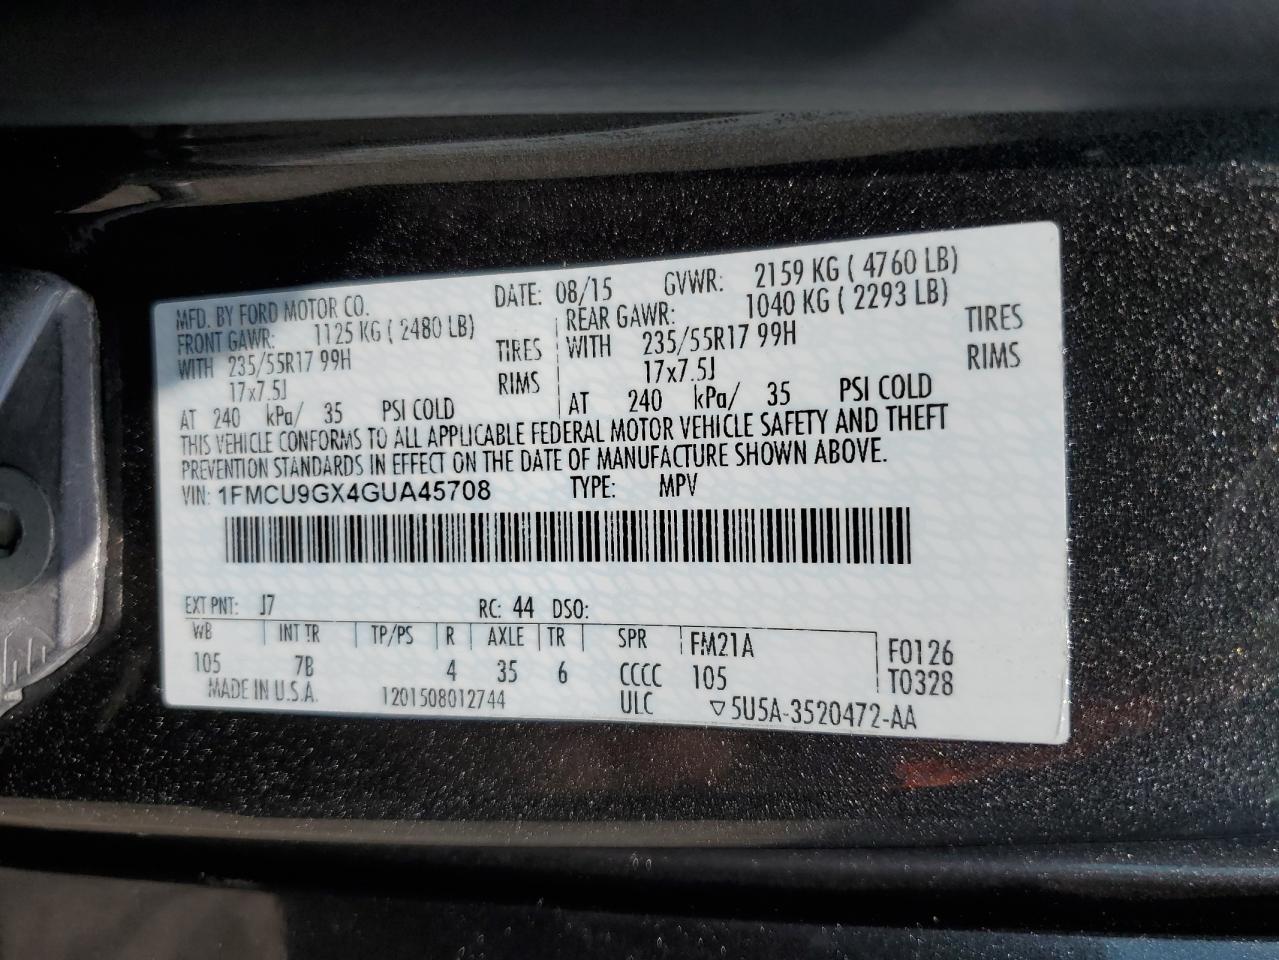 MFD. BY FORD MOTOR CO. DATE: 08/15 GVWR: 2159 KG ( 4760 LB)
FRONT GAWR: 1125 KG ( 2480 LB) REAR GAWR: 1040 KG ( 2293 LB)
WITH 235/55R17 99H TIRES WITH 235/55R17 99H TIRES
17x7.5J RIMS 17x7.5J RIMS
AT 240 kPa/ 35 PSI COLD AT 240 kPa/ 35 PSI COLD
THIS VEHICLE CONFORMS TO ALL APPLICABLE FEDERAL MOTOR VEHICLE SAFETY AND THEFT
PREVENTION STANDARDS IN EFFECT ON THE DATE OF MANUFACTURE SHOWN ABOVE.
VIN: 1FMCU9GX4GUA45708 TYPE: MPV
EXT PNT: J7 RC: 44 DSO:
WB INT TR TP/PS R AXLE TR SPR FM21A F0126
105 7B 4 35 6 CCCC 105 T0328
MADE IN U.S.A. 1201508012744 ULC ▽5U5A-3520472-AA